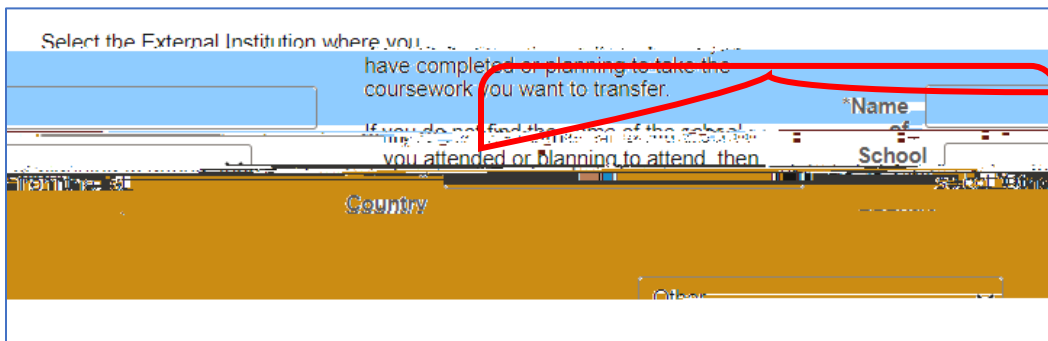 Select the External Institution where you
have completed or planning to take the
coursework you want to transfer.
*Name
If you do not find the name of the school
of
you attended or planning to attend, then
School
select
Country
Other